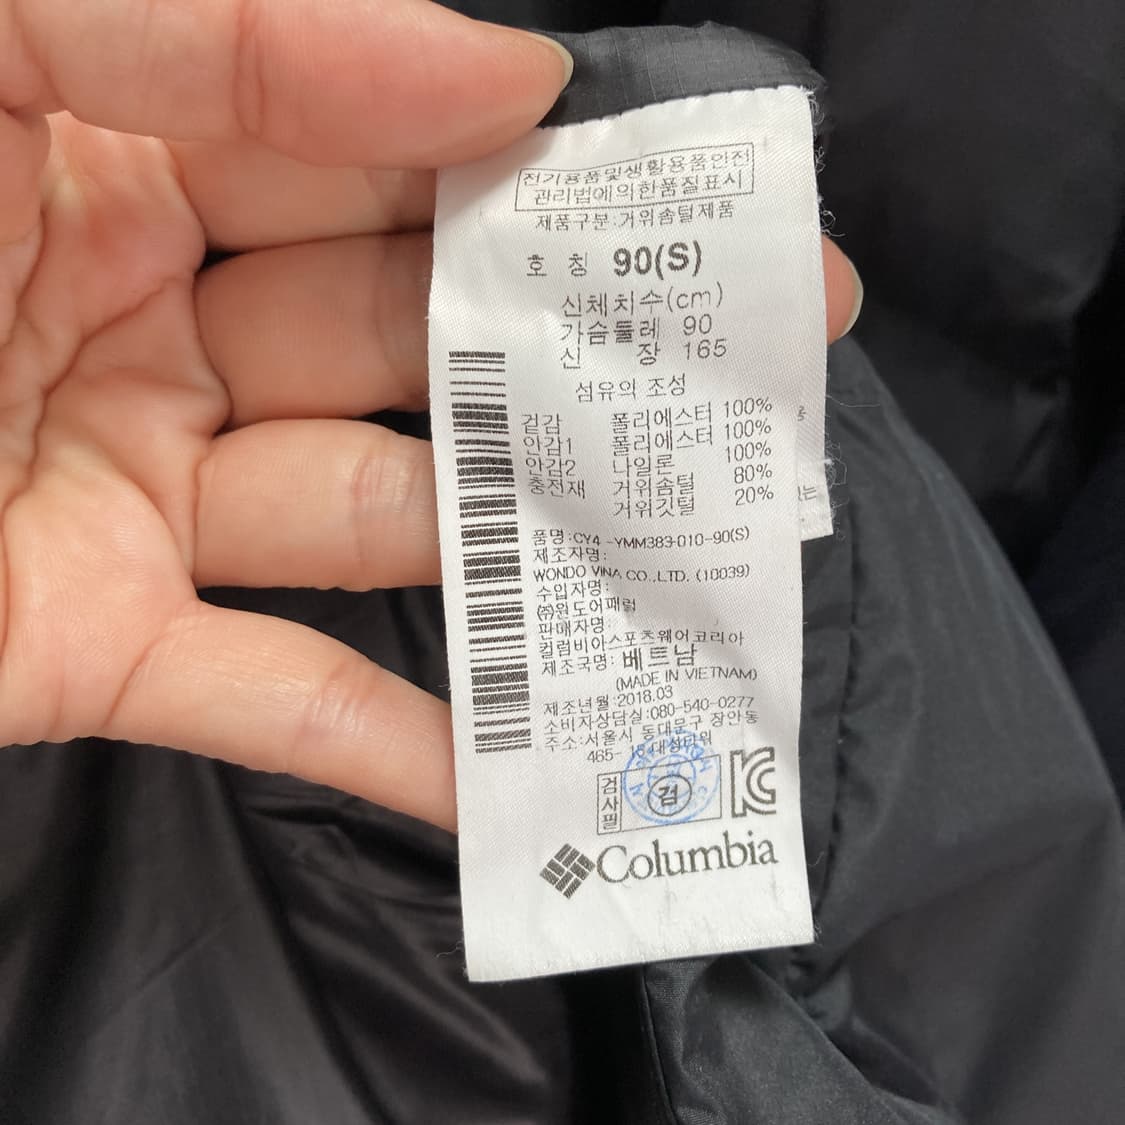 전기용품및생활용품안전
관리법에의한품질표시
제품구분:거위솜털제품
호 칭 90(S)
신체치수(cm)
가슴둘레 90
신 장 165
섬유의 조성
겉감 폴리에스터 100%
안감1 폴리에스터 100%
안감2 나일론 100%
충전재 거위솜털 80%
거위깃털 20%
품명:CY4 -YMM383-010-90(S)
제조자명:
WONDO VINA CO.,LTD. (10039)
수입자명:
㈜원도어패럴
판매자명:
컬럼비아스포츠웨어코리아
제조국명: 베트남
(MADE IN VIETNAM)
제조년월:2018.03
소비자상담실:080-540-0277
주소:서울시 동대문구 장안동
465- 대성타워
검사필 검
Columbia